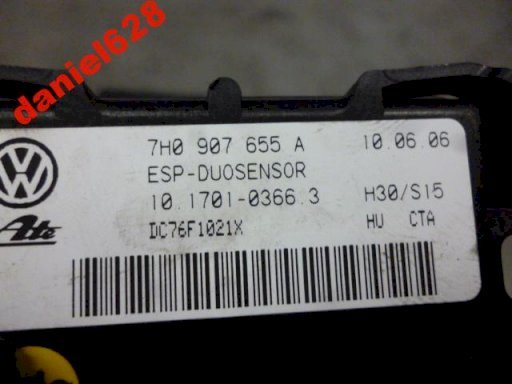 daniel628
7H0 907 655 A 10.06.06
ESP-DUOSENSOR
10.1701-0366.3 H30/S15
DC76F1021X HU CTA
Ate